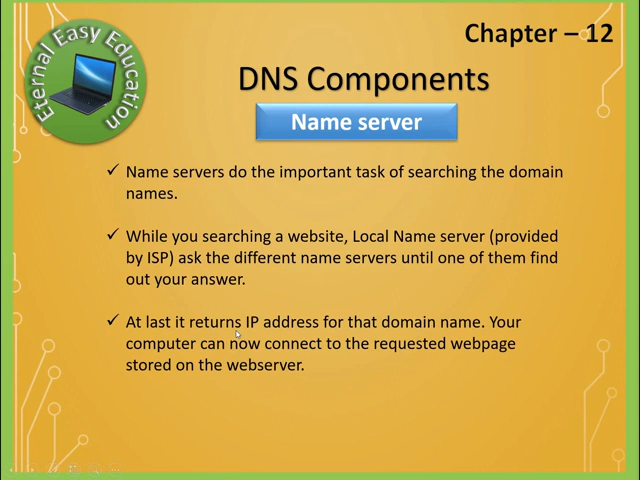 Chapter – 12
Eternal Easy Education
DNS Components
Name server
✓ Name servers do the important task of searching the domain
names.
✓ While you searching a website, Local Name server (provided
by ISP) ask the different name servers until one of them find
out your answer.
✓ At last it returns IP address for that domain name. Your
computer can now connect to the requested webpage
stored on the webserver.